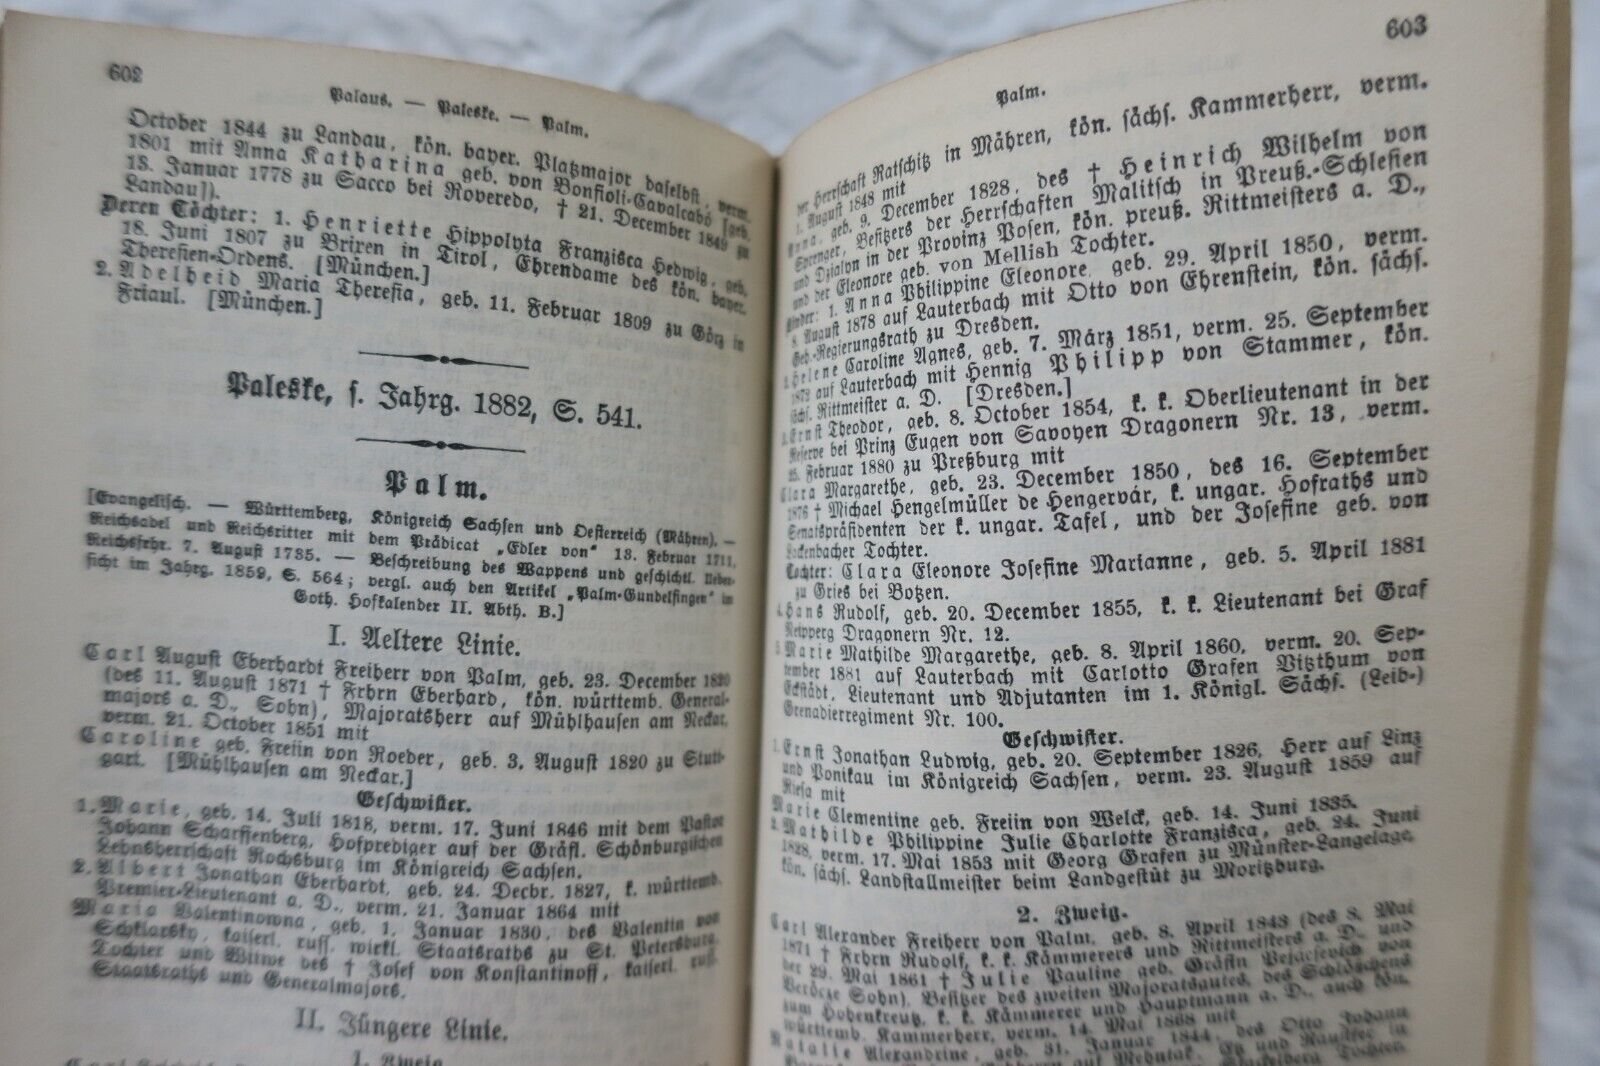 602
Palaus. — Paleske. — Palm.
October 1844 zu Landau, kön. bayer. Platzmajor daselbst, verm.
1801 mit Anna Katharina geb. von Bonfioli-Cavalcabó [geb.
13. Januar 1778 zu Sacco bei Roveredo, † 21. December 1849 zu
Landau]).
Deren Töchter: 1. Henriette Hippolyta Franzisca Hedwig, geb.
18. Juni 1807 zu Brixen in Tirol, Ehrendame des kön. bayer.
Theresien-Ordens. [München.]
2. Adelheid Maria Theresia, geb. 11. Februar 1809 zu Görz in
Friaul. [München.]
Paleske, s. Jahrg. 1882, S. 541.
Palm.
[Evangelisch. — Württemberg, Königreich Sachsen und Oesterreich (Mähren). —
Reichsadel und Reichsritter mit dem Prädicat „Edler von“ 13. Februar 1711,
Reichsfrhr. 7. August 1735. — Beschreibung des Wappens und geschichtl. Ueber-
sicht im Jahrg. 1859, S. 564; vergl. auch den Artikel „Palm-Gundelfingen“ im
Goth. Hofkalender II. Abth. B.]
I. Aeltere Linie.
Carl August Eberhardt Freiherr von Palm, geb. 23. December 1820
(des 11. August 1871 † Frhrn Eberhard, kön. württemb. General-
majors a. D., Sohn), Majoratsherr auf Mühlhausen am Neckar,
verm. 21. October 1851 mit
Caroline geb. Freiin von Roeder, geb. 3. August 1820 zu Stutt-
gart. [Mühlhausen am Neckar.]
Geschwister.
1. Marie, geb. 14. Juli 1818, verm. 17. Juni 1846 mit dem Pastor
Johann Scharffenberg, Hofprediger auf der Gräfl. Schönburgischen
Lehnsherrschaft Rochsburg im Königreich Sachsen.
2. Albert Jonathan Eberhardt, geb. 24. Decbr. 1827, k. württemb.
Premier-Lieutenant a. D., verm. 21. Januar 1864 mit
Maria Valentinowna, geb. 1. Januar 1830, des Valentin von
Schklarsky, kaiserl. russ. wirkl. Staatsraths zu St. Petersburg,
Tochter und Witwe des † Josef von Konstantinoff, kaiserl. russ.
Staatsraths und Generalmajors.
II. Jüngere Linie.
1. Zweig.
603
Palm.
der Herrschaft Ratschitz in Mähren, kön. sächs. Kammerherr, verm.
1. August 1848 mit
Anna, geb. 9. December 1828, des † Heinrich Wilhelm von
Sprenger, Besitzers der Herrschaften Malitsch in Preuß.-Schlesien
und Dzialyn in der Provinz Posen, kön. preuß. Rittmeisters a. D.,
und der Eleonore geb. von Mellish Tochter.
Kinder: 1. Anna Philippine Eleonore, geb. 29. April 1850, verm.
8. August 1878 auf Lauterbach mit Otto von Ehrenstein, kön. sächs.
Geh. Regierungsrath zu Dresden.
2. Helene Caroline Agnes, geb. 7. März 1851, verm. 25. September
1872 auf Lauterbach mit Hennig Philipp von Stammer, kön.
sächs. Rittmeister a. D. [Dresden.]
3. Ernst Theodor, geb. 8. October 1854, k. k. Oberlieutenant in der
Reserve bei Prinz Eugen von Savoyen Dragonern Nr. 13, verm.
25. Februar 1880 zu Preßburg mit
Clara Margarethe, geb. 23. December 1850, des 16. September
1876 † Michael Hengelmüller de Hengervár, k. ungar. Hofraths und
Senatspräsidenten der k. ungar. Tafel, und der Josefine geb. von
Lockenbacher Tochter.
Tochter: Clara Eleonore Josefine Marianne, geb. 5. April 1881
zu Gries bei Botzen.
4. Hans Rudolf, geb. 20. December 1855, k. k. Lieutenant bei Graf
Neipperg Dragonern Nr. 12.
5. Marie Mathilde Margarethe, geb. 8. April 1860, verm. 20. Sep-
tember 1881 auf Lauterbach mit Carlotto Grafen Vitzthum von
Eckstädt, Lieutenant und Adjutanten im 1. Königl. Sächs. (Leib-)
Grenadierregiment Nr. 100.
Geschwister.
1. Ernst Jonathan Ludwig, geb. 20. September 1826, Herr auf Linz
und Ponikau im Königreich Sachsen, verm. 23. August 1859 auf
Riesa mit
Marie Clementine geb. Freiin von Welck, geb. 14. Juni 1835.
2. Mathilde Philippine Julie Charlotte Franzisca, geb. 24. Juni
1828, verm. 17. Mai 1853 mit Georg Grafen zu Münster-Langelage,
kön. sächs. Landstallmeister beim Landgestüt zu Moritzburg.
2. Zweig.
Carl Alexander Freiherr von Palm, geb. 8. April 1843 (des 8. Mai
1871 † Frhrn Rudolf, k. k. Kämmerers und Rittmeisters a. D., und
der 29. Mai 1861 † Julie Pauline geb. Gräfin Pejacsevich von
Verőcze Sohn), Besitzer des zweiten Majoratsgutes, des Schlößchens
zum Hohenkreutz, k. k. Kämmerer und Hauptmann a. D., auch kön.
württemb. Kammerherr, verm. 14. Mai 1868 mit
Natalie Alexandrine, geb. 31. Januar 1844, des Otto Johann